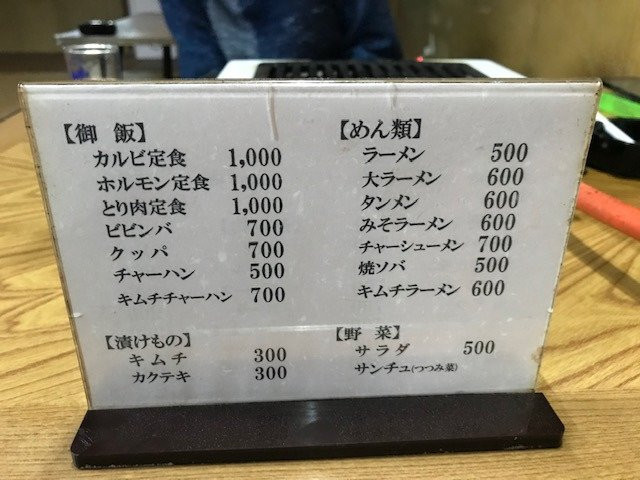 【御 飯】
カルビ定食 1,000
ホルモン定食 1,000
とり肉定食 1,000
ビビンバ 700
クッパ 700
チャーハン 500
キムチチャーハン 700
【漬けもの】
キムチ 300
カクテキ 300
【めん類】
ラーメン 500
大ラーメン 600
タンメン 600
みそラーメン 600
チャーシューメン 700
焼ソバ 500
キムチラーメン 600
【野 菜】
サラダ 500
サンチュ(つつみ菜)